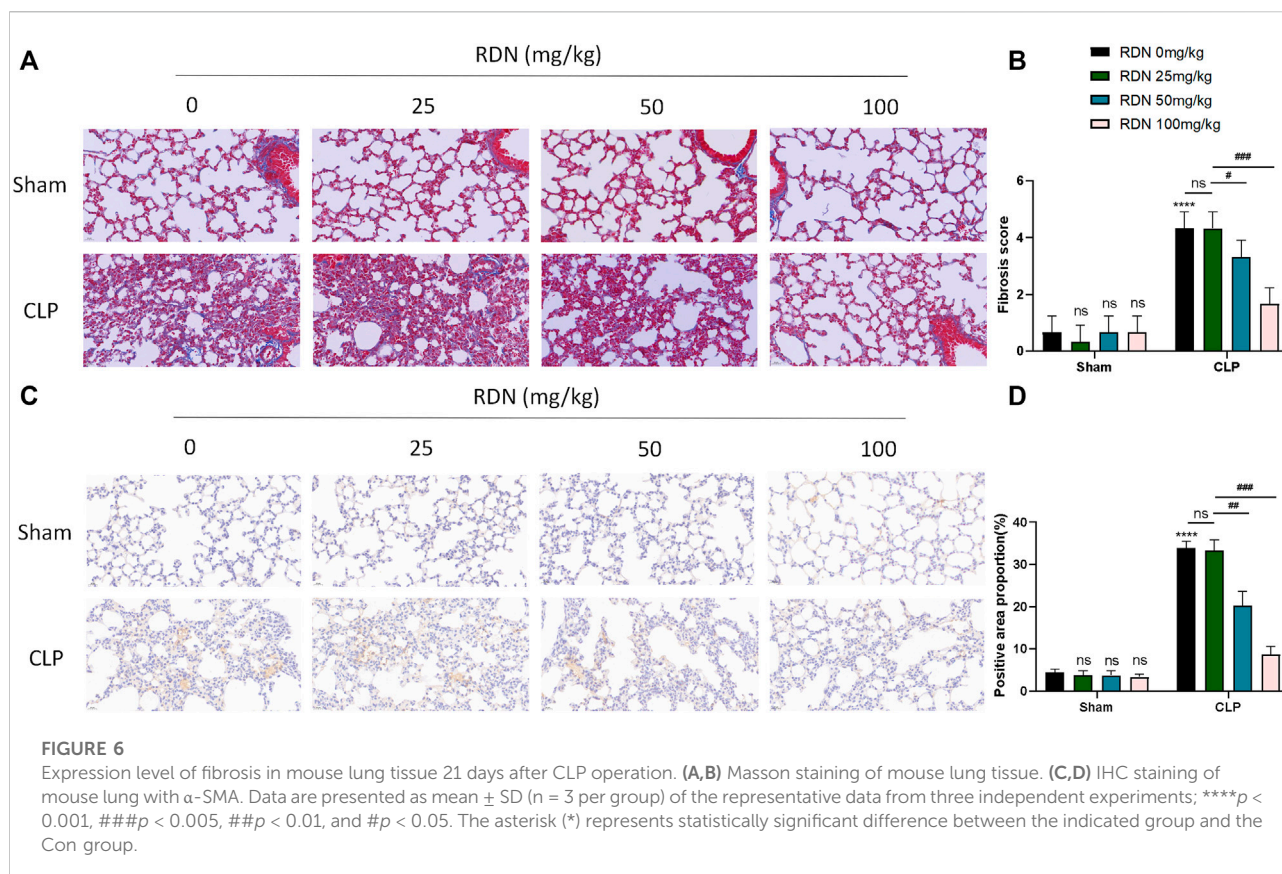 A
RDN (mg/kg)
0 25 50 100
Sham
CLP
B
RDN 0mg/kg
RDN 25mg/kg
RDN 50mg/kg
RDN 100mg/kg
###
ns #
****
6
4
2
0
Fibrosis score
ns ns ns
Sham CLP
C
RDN (mg/kg)
0 25 50 100
Sham
CLP
D
###
ns ##
****
40
30
20
10
0
Positive area proportion(%)
ns ns ns
Sham CLP
FIGURE 6
Expression level of fibrosis in mouse lung tissue 21 days after CLP operation. (A,B) Masson staining of mouse lung tissue. (C,D) IHC staining of
mouse lung with α-SMA. Data are presented as mean ± SD (n = 3 per group) of the representative data from three independent experiments; ****p <
0.001, ###p < 0.005, ##p < 0.01, and #p < 0.05. The asterisk (*) represents statistically significant difference between the indicated group and the
Con group.